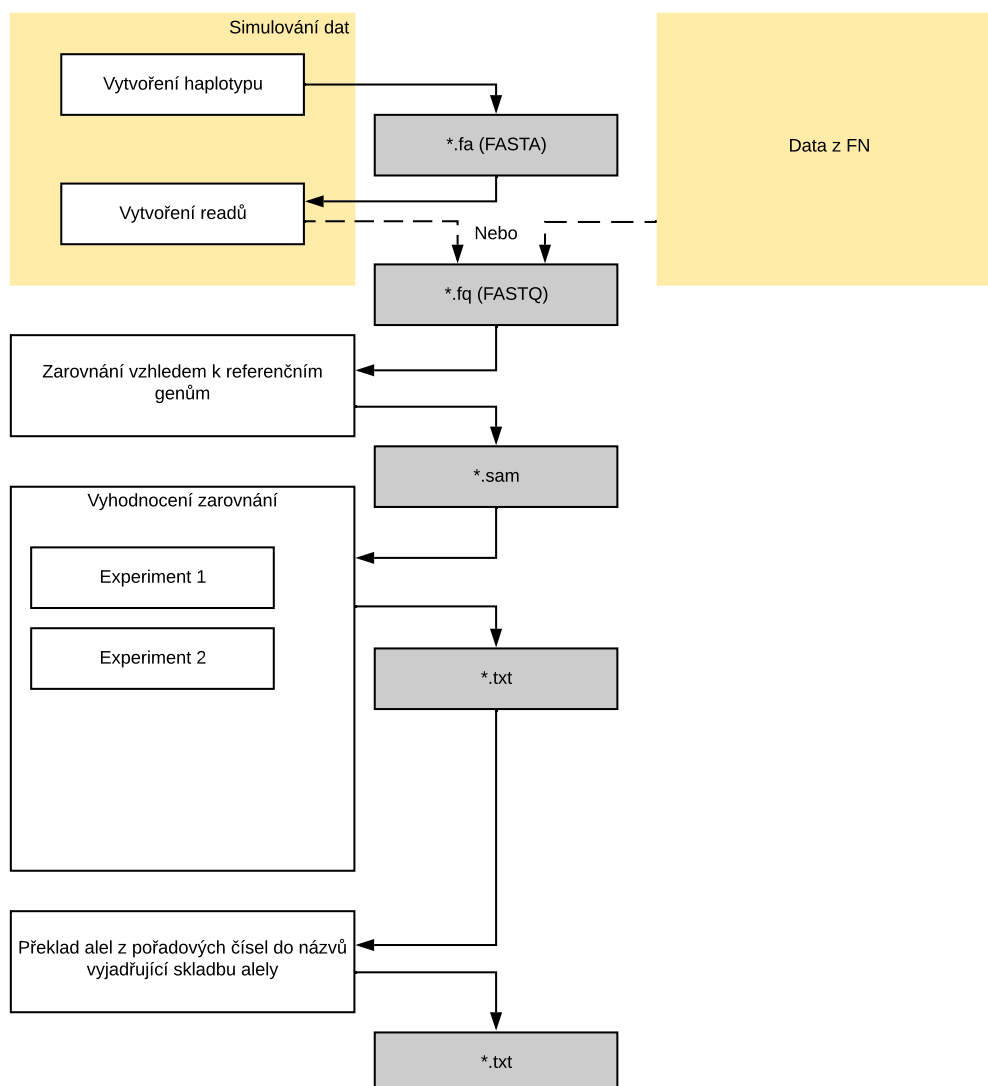 Simulování dat
Vytvoření haplotypu
*.fa (FASTA)
Data z FN
Vytvoření readů
Nebo
*.fq (FASTQ)
Zarovnání vzhledem k referenčním
genům
*.sam
Vyhodnocení zarovnání
Experiment 1
Experiment 2
*.txt
Překlad alel z pořadových čísel do názvů
vyjadřující skladbu alely
*.txt